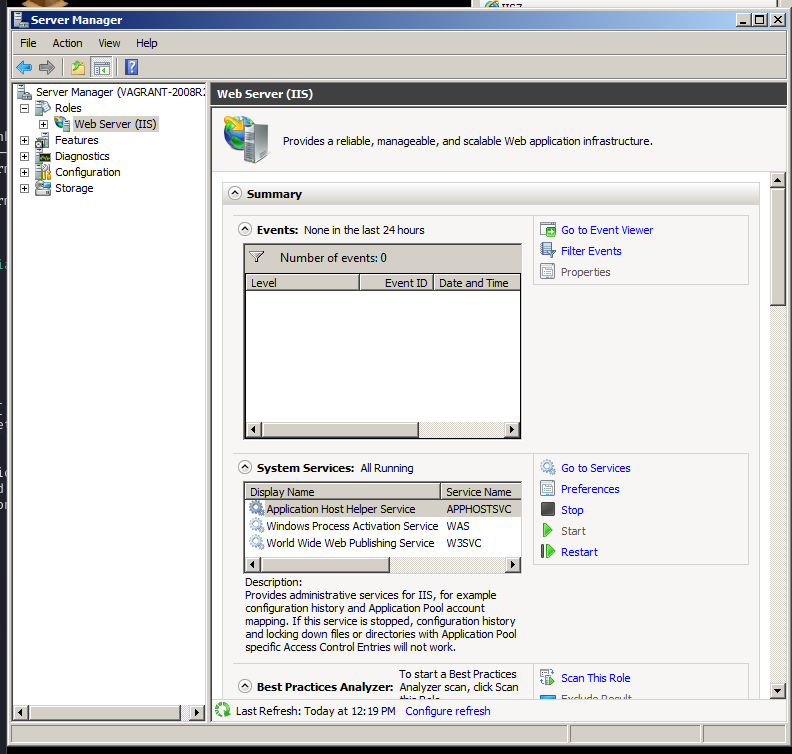 IIS7
Server Manager
File Action View Help
Server Manager (VAGRANT-2008R2
Roles
Web Server (IIS)
Features
Diagnostics
Configuration
Storage
Web Server (IIS)
Provides a reliable, manageable, and scalable Web application infrastructure.
Summary
Events: None in the last 24 hours
Number of events: 0
Level Event ID Date and Time
Go to Event Viewer
Filter Events
Properties
System Services: All Running
Display Name Service Name
Application Host Helper Service APPHOSTSVC
Windows Process Activation Service WAS
World Wide Web Publishing Service W3SVC
Description:
Provides administrative services for IIS, for example
configuration history and Application Pool account
mapping. If this service is stopped, configuration history
and locking down files or directories with Application Pool
specific Access Control Entries will not work.
Go to Services
Preferences
Stop
Start
Restart
Best Practices Analyzer: To start a Best Practices
Analyzer scan, click Scan
this Role
Scan This Role
Exclude Result
Last Refresh: Today at 12:19 PM Configure refresh